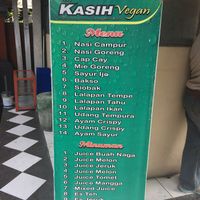 KASIH Vegan
Menu
1 Nasi Campur
2 Nasi Goreng
3 Cap Cay
4 Mie Goreng
5 Sayur Ijo
6 Bakso
7 Siobak
8 Lalapan Tempe
9 Lalapan Tahu
10 Lalapan Ikan
11 Udang Tempura
12 Ayam Crispy
13 Udang Crispy
14 Ayam Sayur
Minuman
1 Juice Buah Naga
2 Juice Melon
3 Juice Jeruk
4 Juice Melon
5 Juice Tomet
6 Juice Mangga
7 Mixed Juice
8 Es Teh